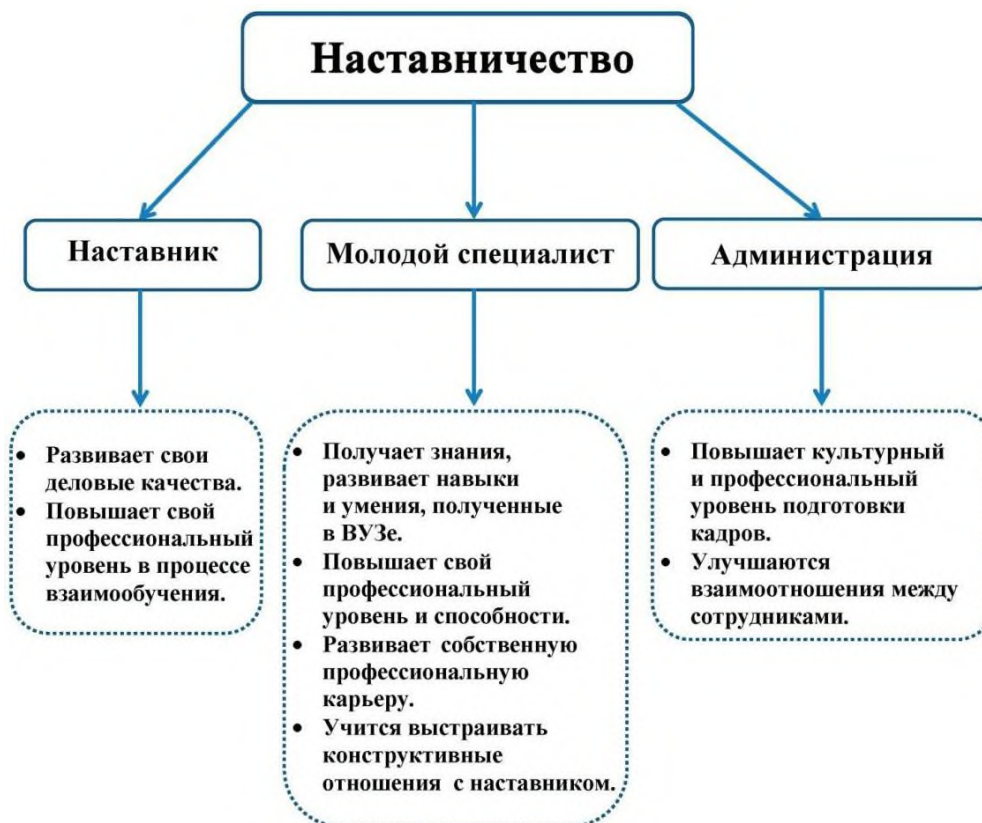 Наставничество
Наставник
Молодой специалист
Администрация
• Развивает свои
деловые качества.
• Повышает свой
профессиональный
уровень в процессе
взаимообучения.
• Получает знания,
развивает навыки
и умения, полученные
в ВУЗе.
• Повышает свой
профессиональный
уровень и способности.
• Развивает собственную
профессиональную
карьеру.
• Учится выстраивать
конструктивные
отношения с наставником.
• Повышает культурный
и профессиональный
уровень подготовки
кадров.
• Улучшаются
взаимоотношения между
сотрудниками.